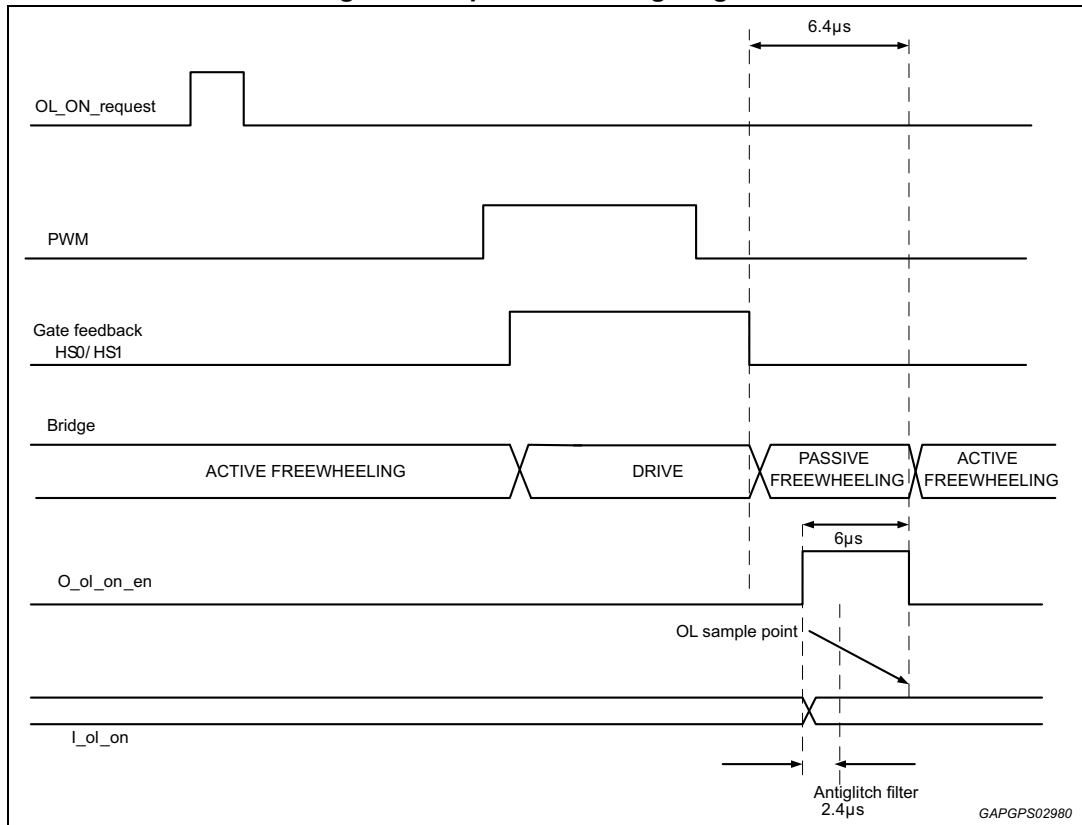 6.4µs
OL_ON_request
PWM
Gate feedback
HS0/ HS1
Bridge
ACTIVE FREEWHEELING
DRIVE
PASSIVE
FREEWHEELING
ACTIVE
FREEWHEELING
6µs
O_ol_on_en
OL sample point
I_ol_on
Antiglitch filter
2.4µs
GAPGPS02980